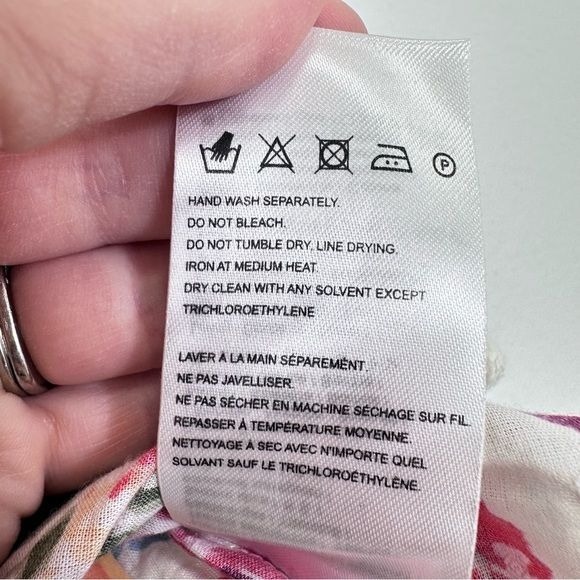 P
HAND WASH SEPARATELY.
DO NOT BLEACH.
DO NOT TUMBLE DRY, LINE DRYING.
IRON AT MEDIUM HEAT.
DRY CLEAN WITH ANY SOLVENT EXCEPT
TRICHLOROETHYLENE
LAVER À LA MAIN SÉPARÉMENT.
NE PAS JAVELLISER.
NE PAS SÉCHER EN MACHINE SÉCHAGE SUR FIL.
REPASSER À TEMPÉRATURE MOYENNE.
NETTOYAGE À SEC AVEC N'IMPORTE QUEL
SOLVANT SAUF LE TRICHLOROÉTHYLÈNE.